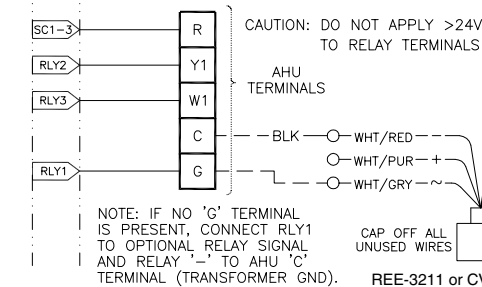 SC1-3
R
CAUTION: DO NOT APPLY >24V
TO RELAY TERMINALS
RLY2
Y1
AHU
TERMINALS
RLY3
W1
C
BLK
WHT/RED
WHT/PUR
+
RLY1
G
WHT/GRY
~
NOTE: IF NO 'G' TERMINAL
IS PRESENT, CONNECT RLY1
TO OPTIONAL RELAY SIGNAL
AND RELAY '-' TO AHU 'C'
TERMINAL (TRANSFORMER GND).
CAP OFF ALL
UNUSED WIRES
REE-3211 or CV